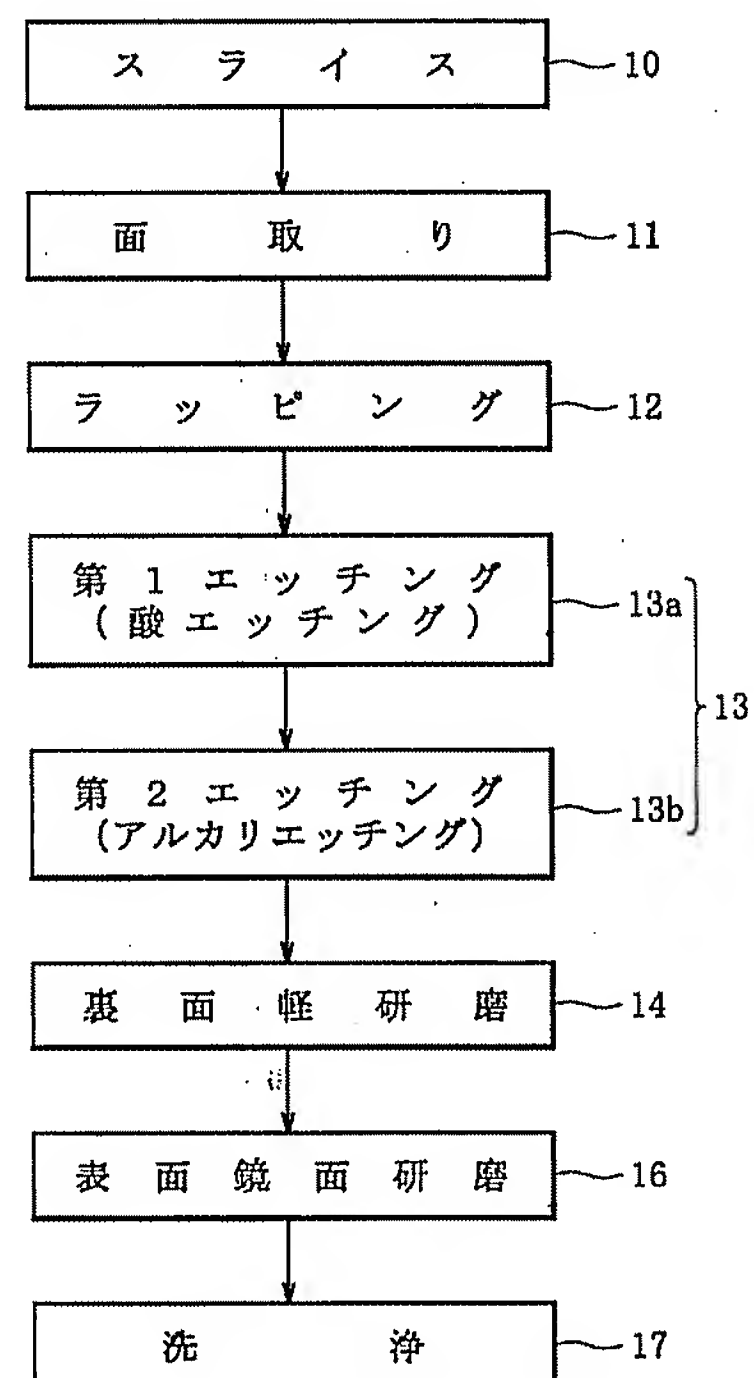 スライス 10
面取り 11
ラッピング 12
第1エッチング
(酸エッチング) 13a
13
第2エッチング
(アルカリエッチング) 13b
裏面軽研磨 14
表面鏡面研磨 16
洗浄 17